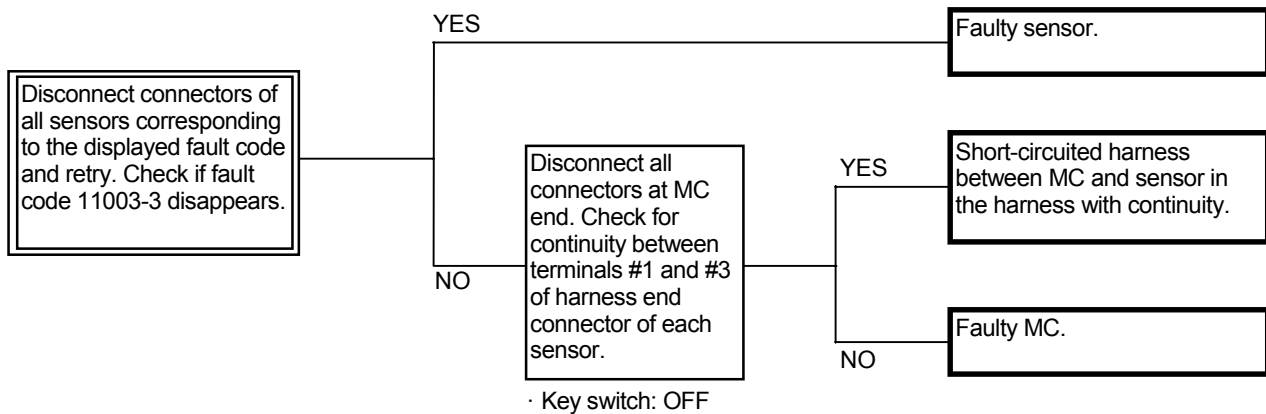 YES
Faulty sensor.
Disconnect connectors of
all sensors corresponding
to the displayed fault code
and retry. Check if fault
code 11003-3 disappears.
NO
Disconnect all
connectors at MC
end. Check for
continuity between
terminals #1 and #3
of harness end
connector of each
sensor.
· Key switch: OFF
YES
Short-circuited harness
between MC and sensor in
the harness with continuity.
NO
Faulty MC.